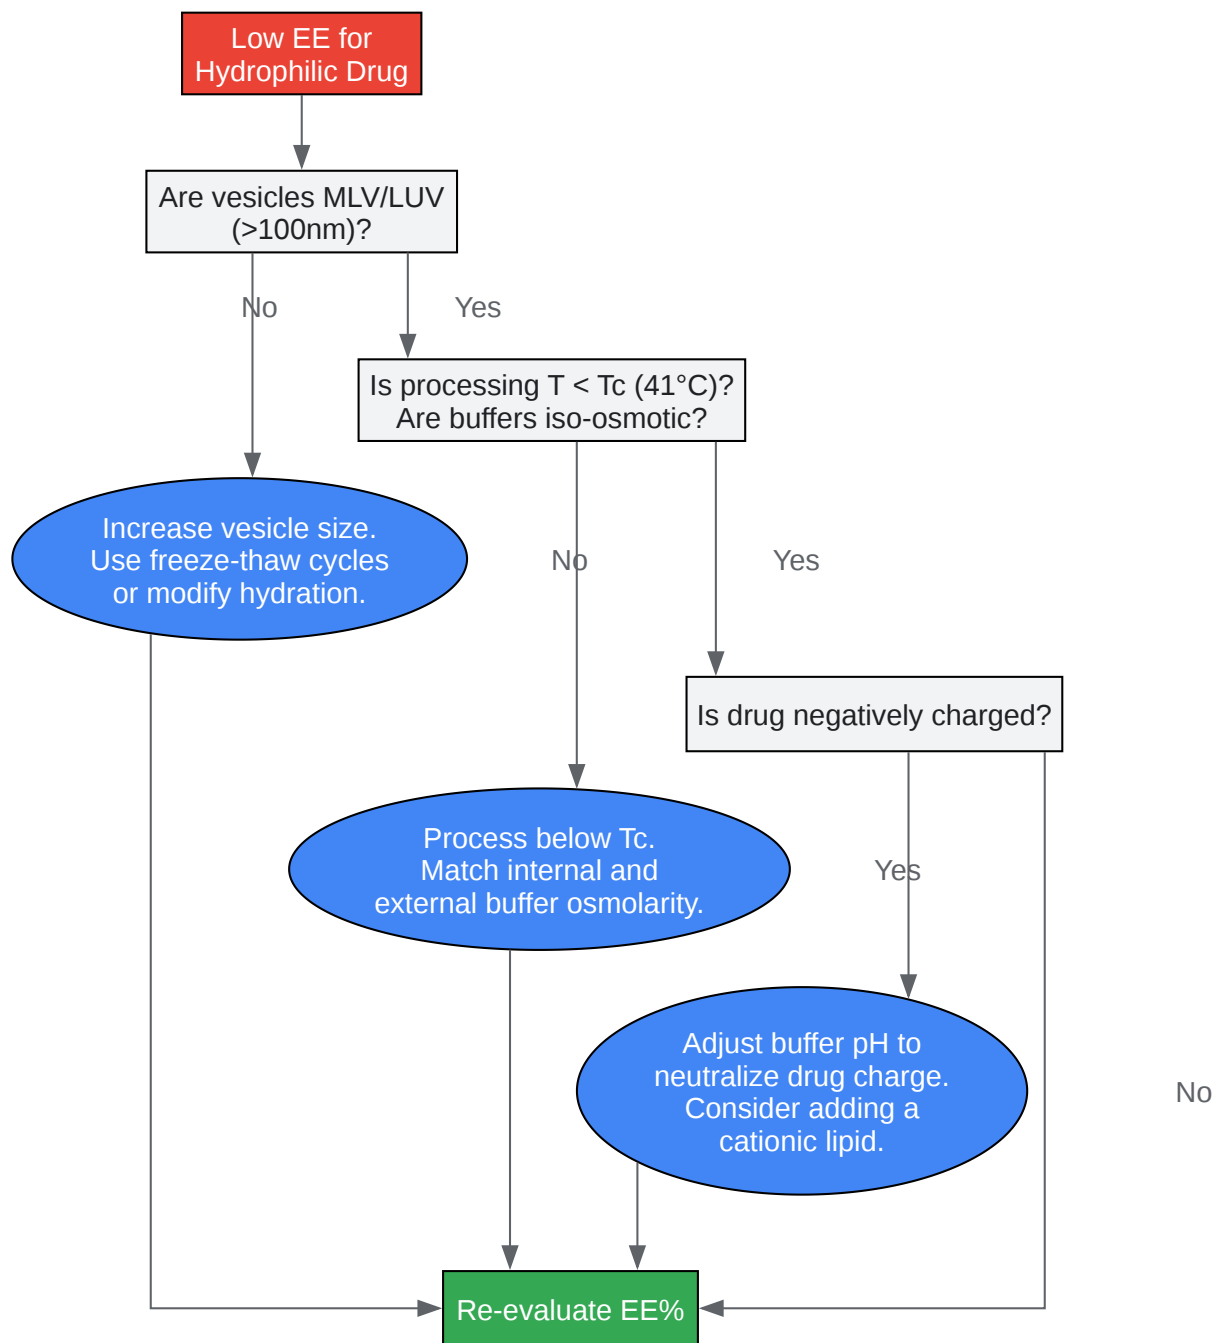 Low EE for
Hydrophilic Drug
Are vesicles MLV/LUV
(>100nm)?
No
Yes
Is processing T < Tc (41°C)?
Are buffers iso-osmotic?
Increase vesicle size.
Use freeze-thaw cycles
or modify hydration.
No
Yes
Is drug negatively charged?
Process below Tc.
Match internal and
external buffer osmolarity.
Yes
Adjust buffer pH to
neutralize drug charge.
Consider adding a
cationic lipid.
No
Re-evaluate EE%